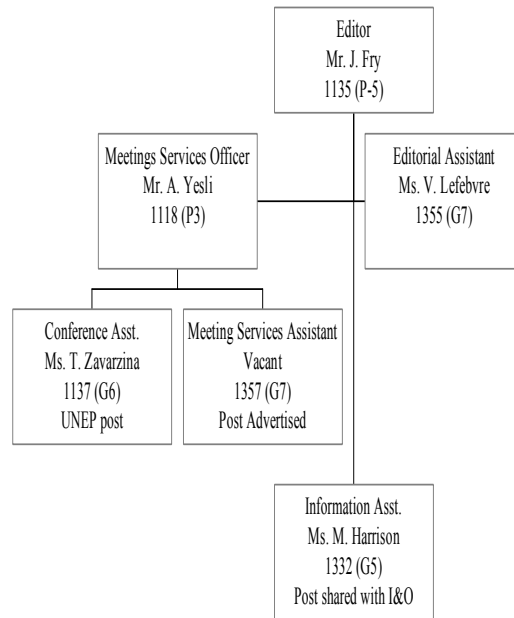 Editor
Mr. J. Fry
1135 (P-5)
Meetings Services Officer
Mr. A. Yesli
1118 (P3)
Editorial Assistant
Ms. V. Lefebvre
1355 (G7)
Conference Asst.
Ms. T. Zavarzina
1137 (G6)
UNEP post
Meeting Services Assistant
Vacant
1357 (G7)
Post Advertised
Information Asst.
Ms. M. Harrison
1332 (G5)
Post shared with I&O